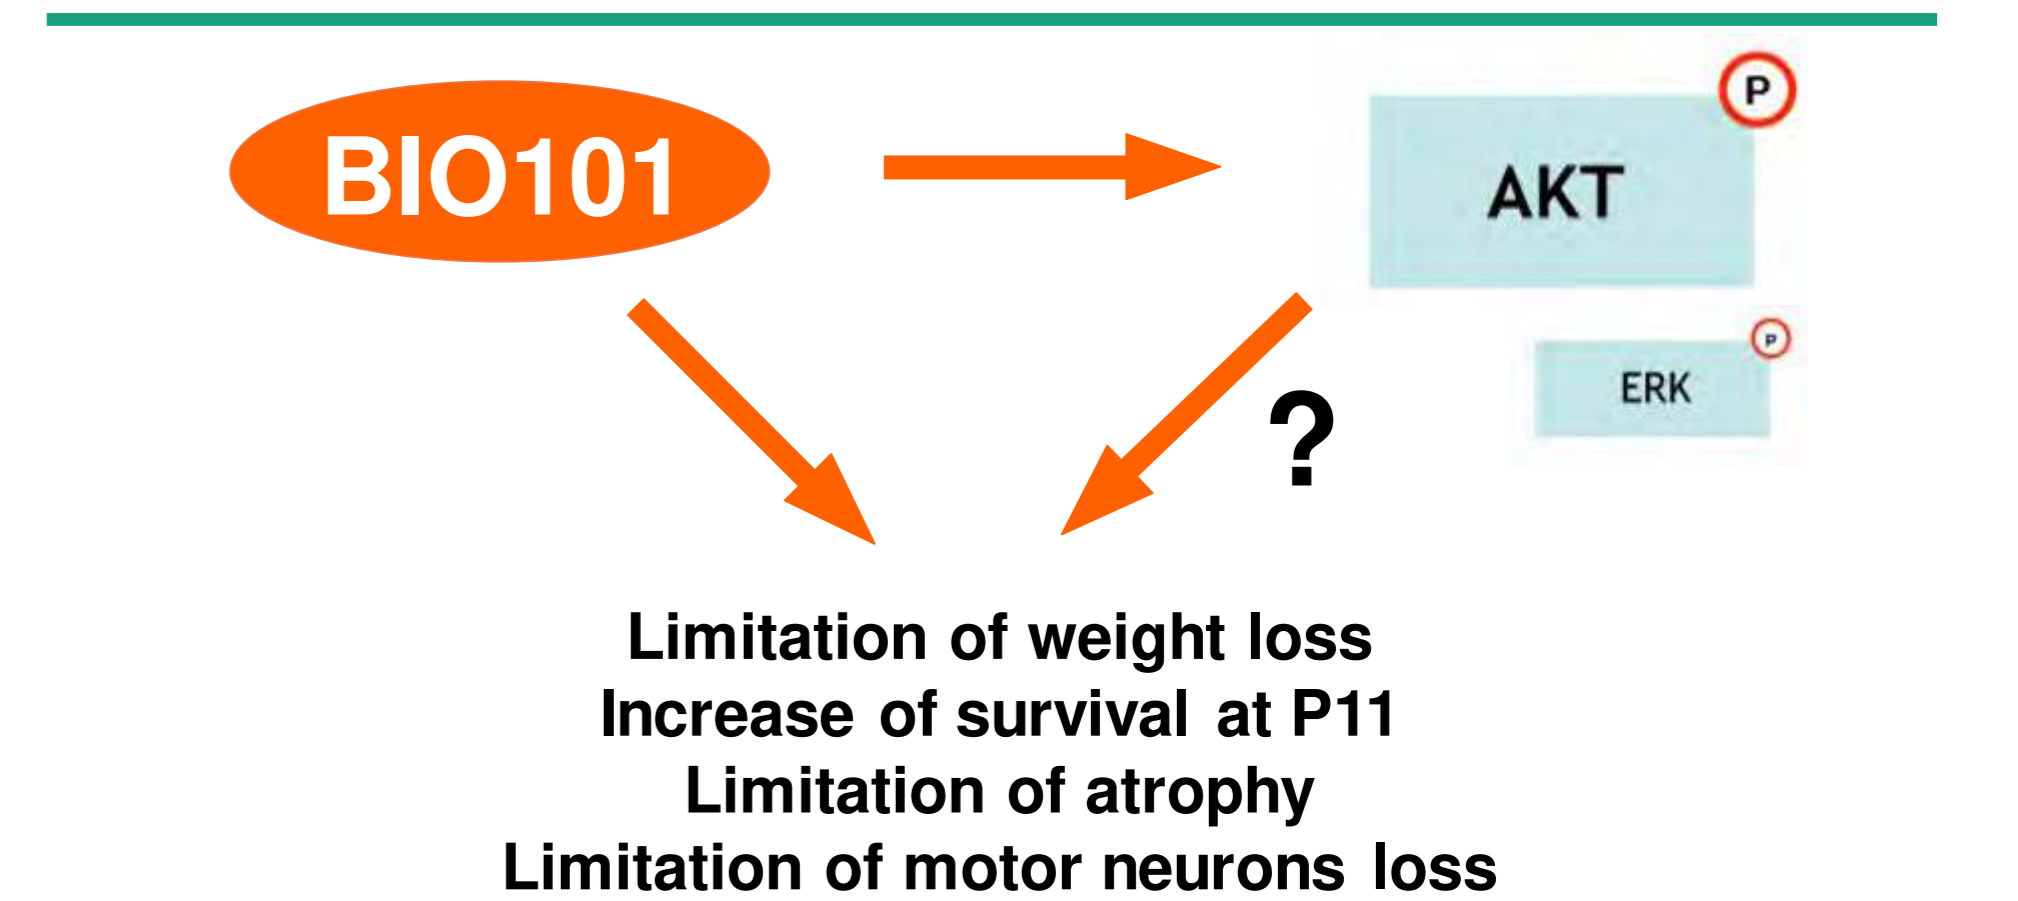 BIO101
P
AKT
P
ERK
?
Limitation of weight loss
Increase of survival at P11
Limitation of atrophy
Limitation of motor neurons loss